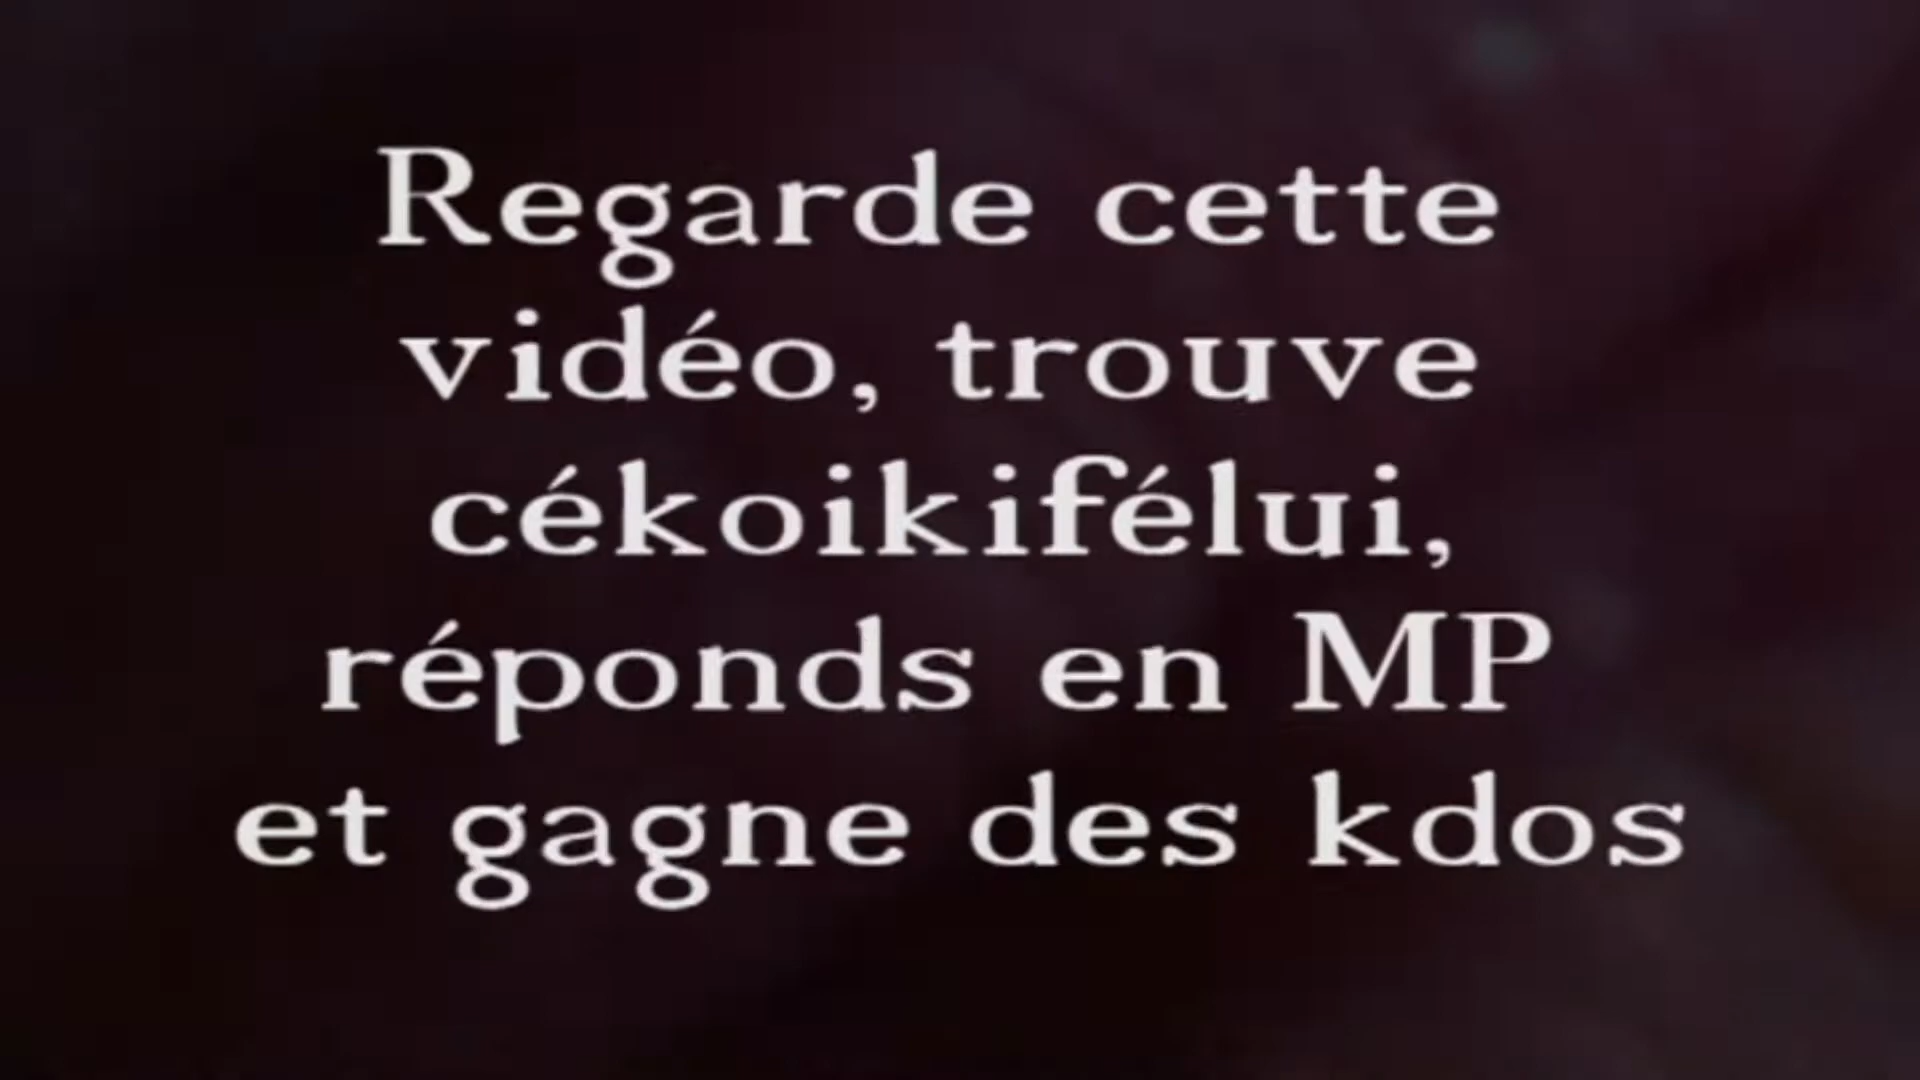 Regarde cette
vidéo, trouve
cékoikifélui,
réponds en MP
et gagne des kdos